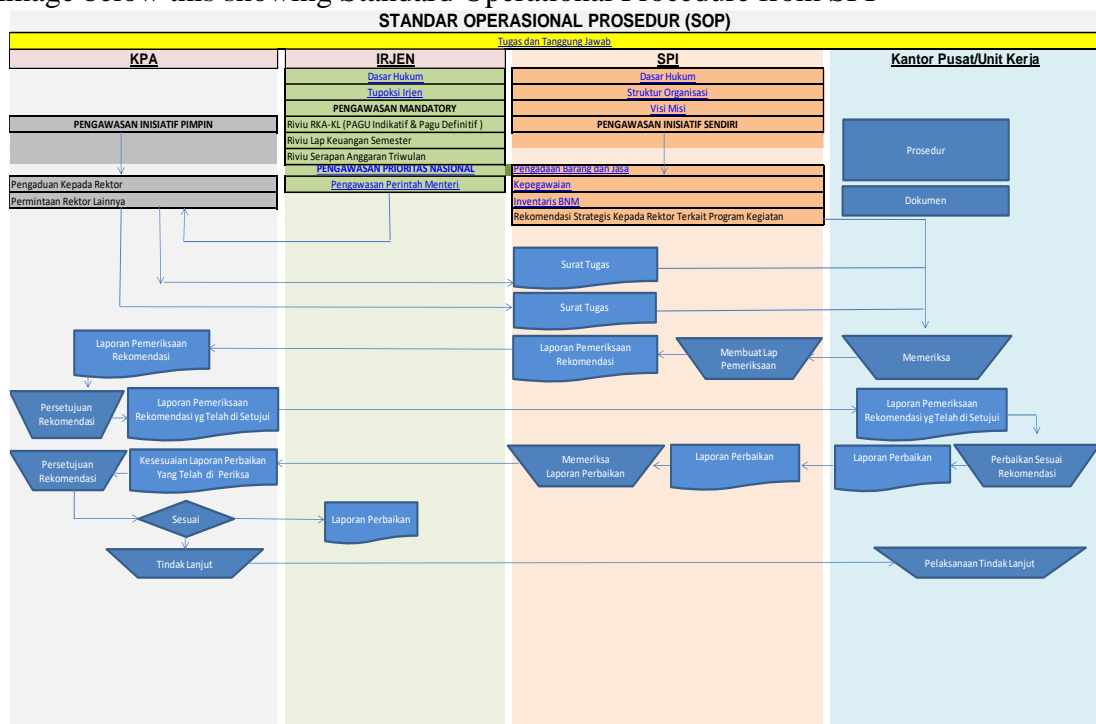 image below this showing Standard Operational Procedure from SPI
STANDAR OPERASIONAL PROSEDUR (SOP)
Tugas dan Tanggung Jawab
KPA
IRJEN
SPI
Kantor Pusat/Unit Kerja
Dasar Hukum
Dasar Hukum
Tupoksi Irjen
Struktur Organisasi
PENGAWASAN MANDATORY
Visi Misi
PENGAWASAN INISIATIF PIMPIN
Riviu RKA-KL (PAGU Indikatif & Pagu Definitif )
PENGAWASAN INISIATIF SENDIRI
Riviu Lap Keuangan Semester
Riviu Serapan Anggaran Triwulan
Prosedur
PENGAWASAN PRIORITAS NASIONAL
Pengadaan Barang dan Jasa
Pengaduan Kepada Rektor
Pengawasan Perintah Menteri
Kepegawaian
Permintaan Rektor Lainnya
Inventaris BNM
Dokumen
Rekomendasi Strategis Kepada Rektor Terkait Program Kegiatan
Surat Tugas
Surat Tugas
Laporan Pemeriksaan
Rekomendasi
Laporan Pemeriksaan
Rekomendasi
Membuat Lap
Pemeriksaan
Memeriksa
Persetujuan
Rekomendasi
Laporan Pemeriksaan
Rekomendasi yg Telah di Setujui
Laporan Pemeriksaan
Rekomendasi yg Telah di Setujui
Persetujuan
Rekomendasi
Kesesuaian Laporan Perbaikan
Yang Telah di Periksa
Memeriksa
Laporan Perbaikan
Laporan Perbaikan
Laporan Perbaikan
Perbaikan Sesuai
Rekomendasi
Sesuai
Laporan Perbaikan
Tindak Lanjut
Pelaksanaan Tindak Lanjut